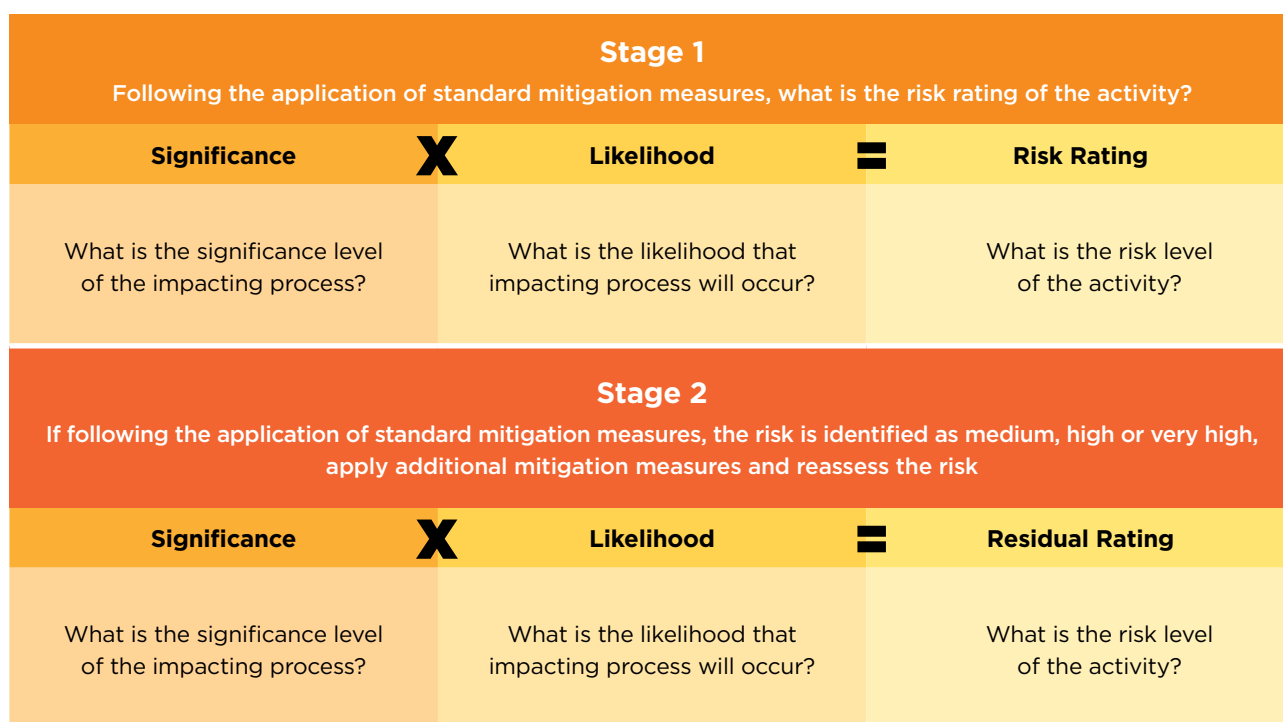 Stage 1
Following the application of standard mitigation measures, what is the risk rating of the activity?
Significance X Likelihood = Risk Rating
What is the significance level
of the impacting process?
What is the likelihood that
impacting process will occur?
What is the risk level
of the activity?
Stage 2
If following the application of standard mitigation measures, the risk is identified as medium, high or very high,
apply additional mitigation measures and reassess the risk
Significance X Likelihood = Residual Rating
What is the significance level
of the impacting process?
What is the likelihood that
impacting process will occur?
What is the risk level
of the activity?